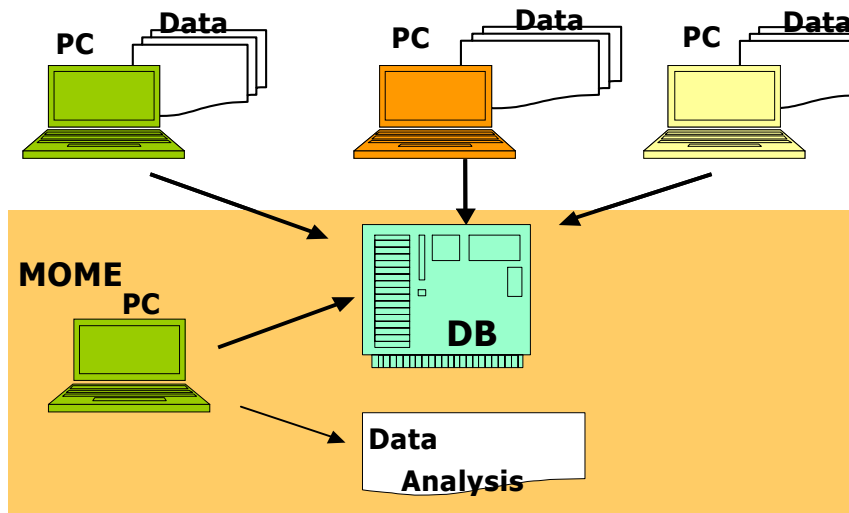 PC Data
PC Data
PC Data
MOME
PC
DB
Data
Analysis